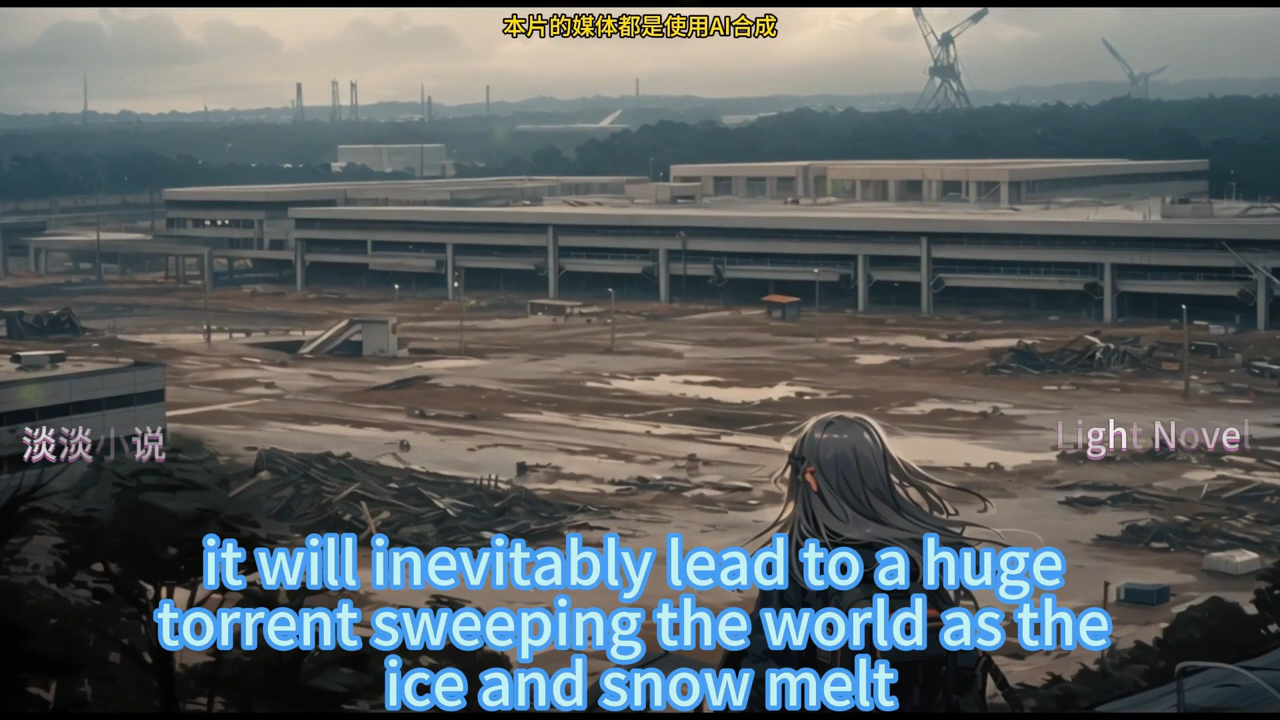 本片的媒体都是使用AI合成
淡淡小说
Light Novel
it will inevitably lead to a huge
torrent sweeping the world as the
ice and snow melt